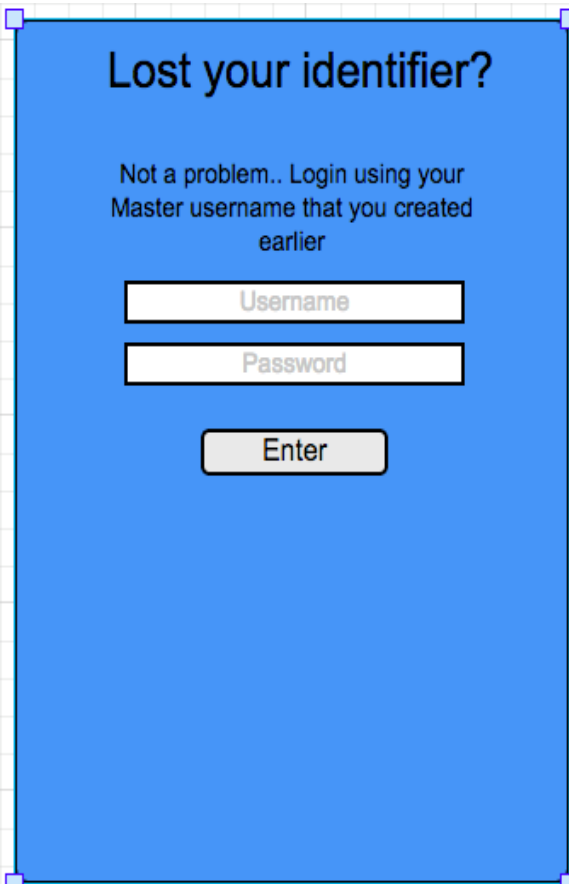 Lost your identifier?
Not a problem.. Login using your
Master username that you created
earlier
Username
Password
Enter